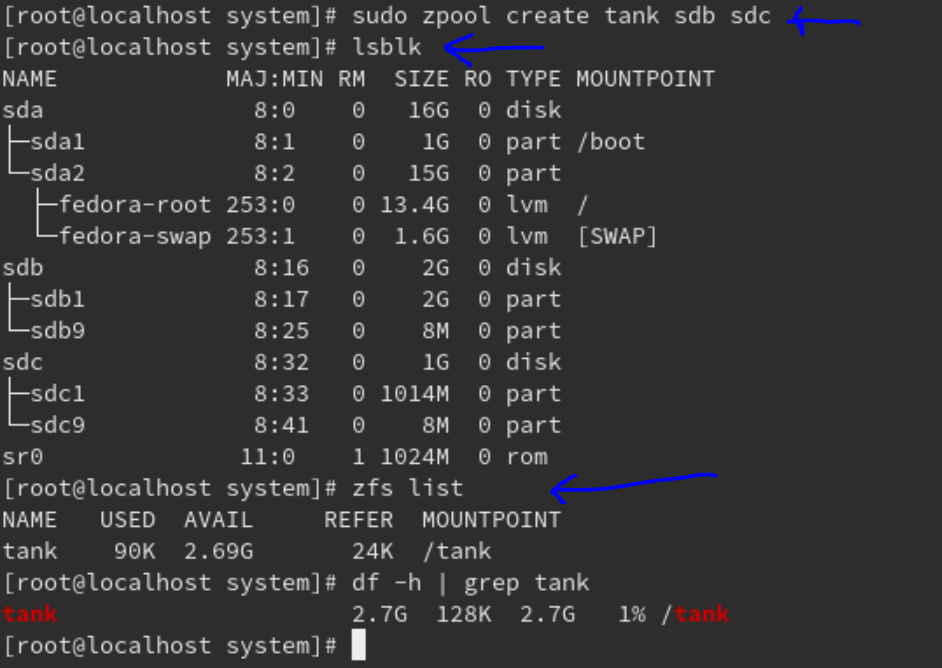 [root@localhost system]# sudo zpool create tank sdb sdc
[root@localhost system]# lsblk
NAME            MAJ:MIN RM  SIZE RO TYPE MOUNTPOINT
sda               8:0    0   16G  0 disk
├─sda1            8:1    0    1G  0 part /boot
└─sda2            8:2    0   15G  0 part
  ├─fedora-root 253:0    0 13.4G  0 lvm  /
  └─fedora-swap 253:1    0  1.6G  0 lvm  [SWAP]
sdb               8:16   0    2G  0 disk
├─sdb1            8:17   0    2G  0 part
└─sdb9            8:25   0    8M  0 part
sdc               8:32   0    1G  0 disk
├─sdc1            8:33   0 1014M  0 part
└─sdc9            8:41   0    8M  0 part
sr0              11:0    1 1024M  0 rom
[root@localhost system]# zfs list
NAME   USED  AVAIL     REFER  MOUNTPOINT
tank    90K  2.69G       24K  /tank
[root@localhost system]# df -h | grep tank
tank                     2.7G  128K  2.7G   1% /tank
[root@localhost system]#